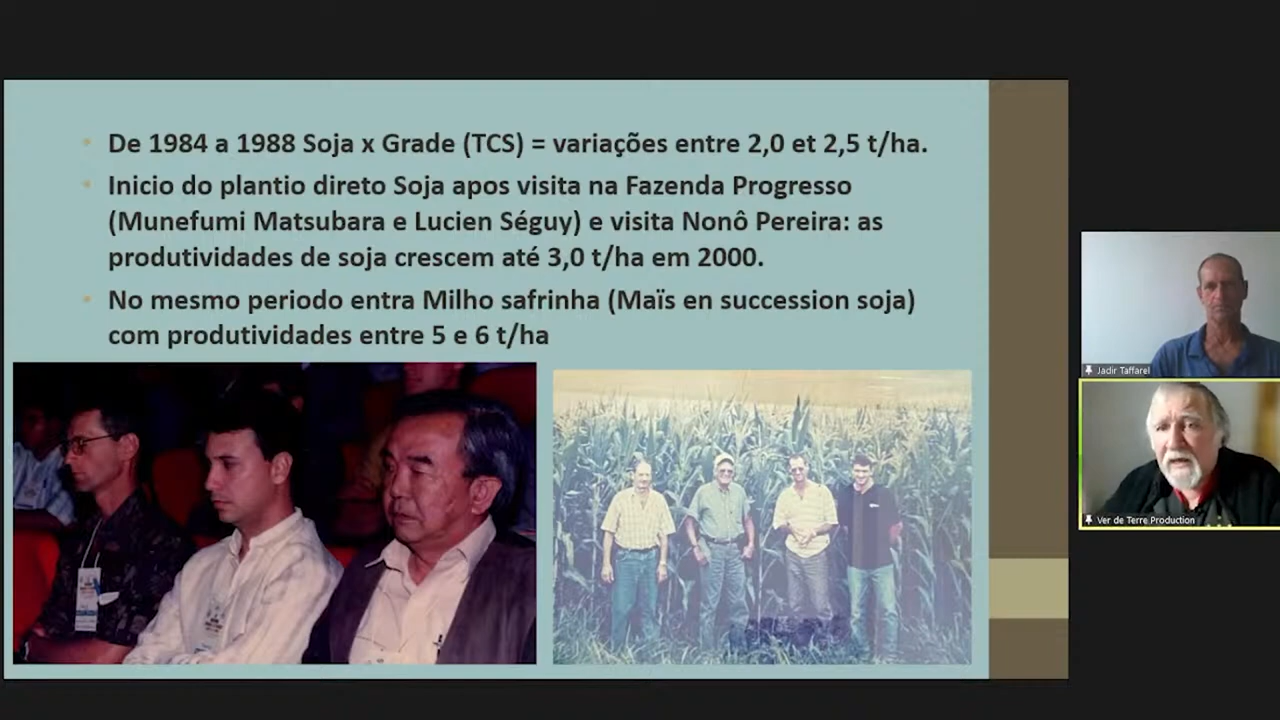 De 1984 a 1988 Soja x Grade (TCS) = variações entre 2,0 et 2,5 t/ha.
Inicio do plantio direto Soja apos visita na Fazenda Progresso
(Munefumi Matsubara e Lucien Séguy) e visita Nonô Pereira: as
produtividades de soja crescem até 3,0 t/ha em 2000.
No mesmo periodo entra Milho safrinha (Maïs en succession soja)
com produtividades entre 5 e 6 t/ha
Jadir Taffarel
Ver de Terre Production